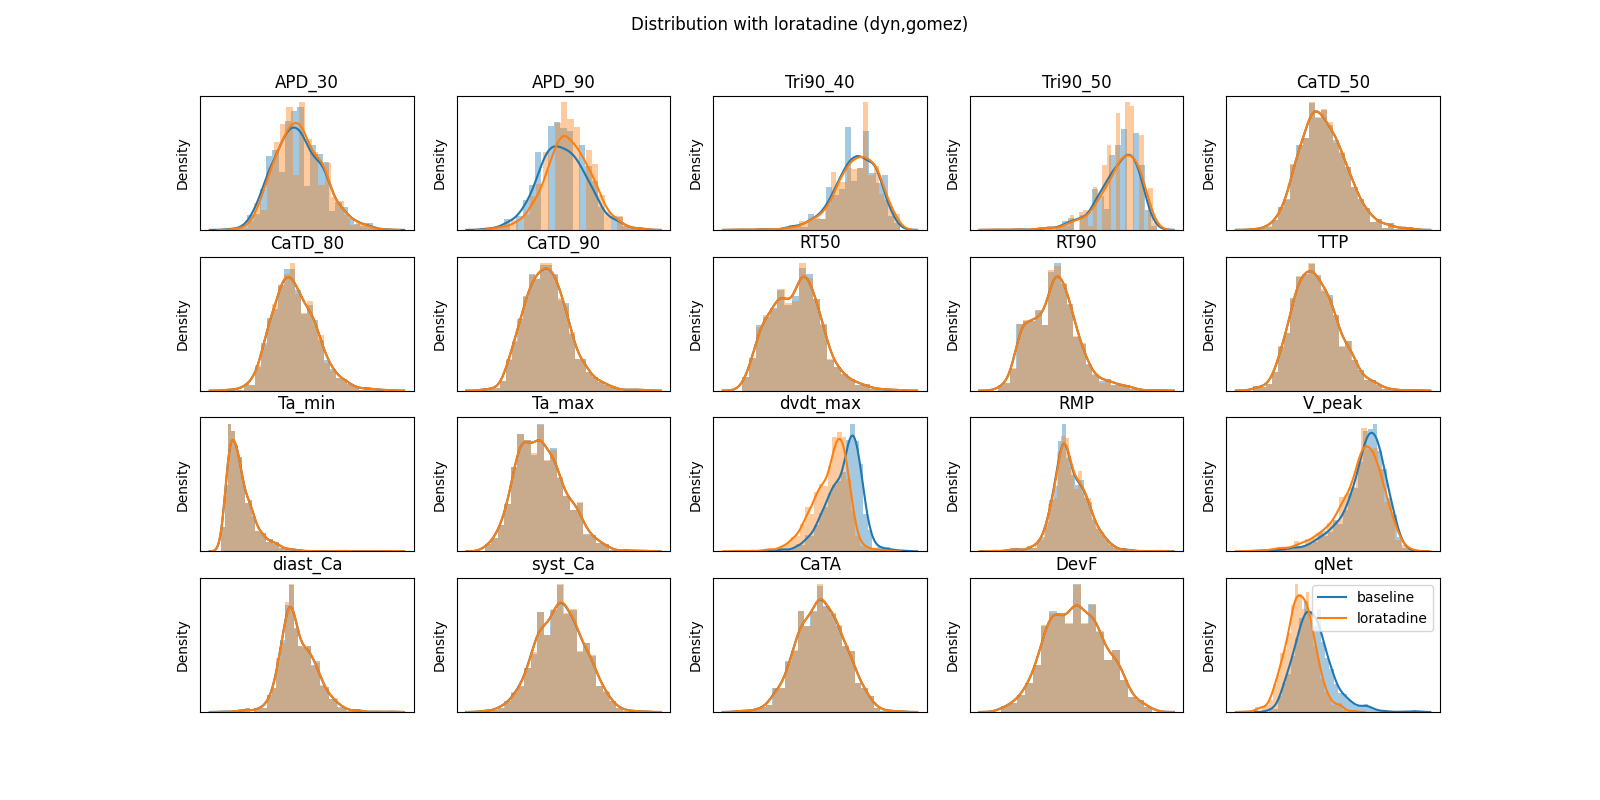 Distribution with loratadine (dyn,gomez)
APD_30
APD_90
Tri90_40
Tri90_50
CaTD_50
Density
Density
Density
Density
Density
CaTD_80
CaTD_90
RT50
RT90
TTP
Density
Density
Density
Density
Density
Ta_min
Ta_max
dvdt_max
RMP
V_peak
Density
Density
Density
Density
Density
diast_Ca
syst_Ca
CaTA
DevF
qNet
Density
Density
Density
Density
Density
baseline
loratadine